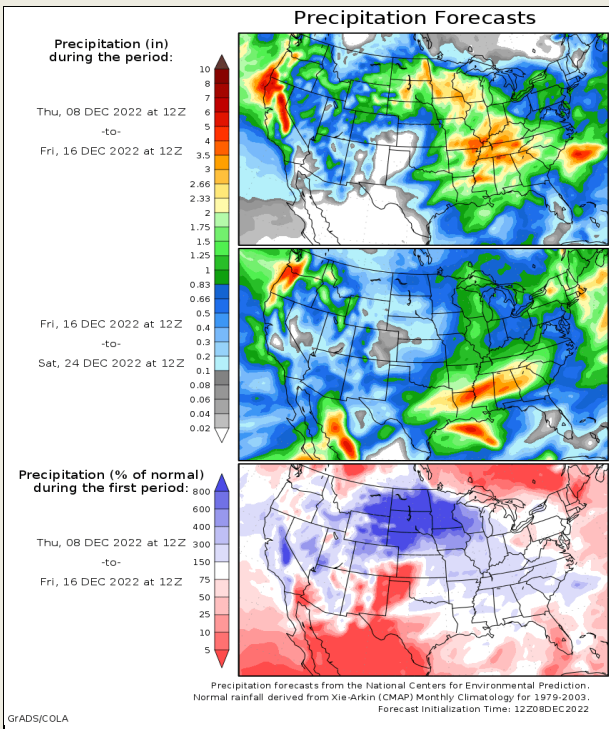 Precipitation Forecasts
Precipitation (in)
during the period:
Thu, 08 DEC 2022 at 12Z
-to-
Fri, 16 DEC 2022 at 12Z
10
8
7
6
5
4
3.5
3
2.66
2.33
2
1.75
1.5
1.25
1
0.83
0.66
0.5
0.4
0.3
0.2
0.1
0.08
0.06
0.04
0.02
Fri, 16 DEC 2022 at 12Z
-to-
Sat, 24 DEC 2022 at 12Z
Precipitation (% of normal)
during the first period:
Thu, 08 DEC 2022 at 12Z
-to-
Fri, 16 DEC 2022 at 12Z
800
600
400
300
150
75
50
25
10
5
Precipitation forecasts from the National Centers for Environmental Prediction.
Normal rainfall derived from Xie-Arkin (CMAP) Monthly Climatology for 1979-2003.
Forecast Initialization Time: 12Z08DEC2022
GrADS/COLA